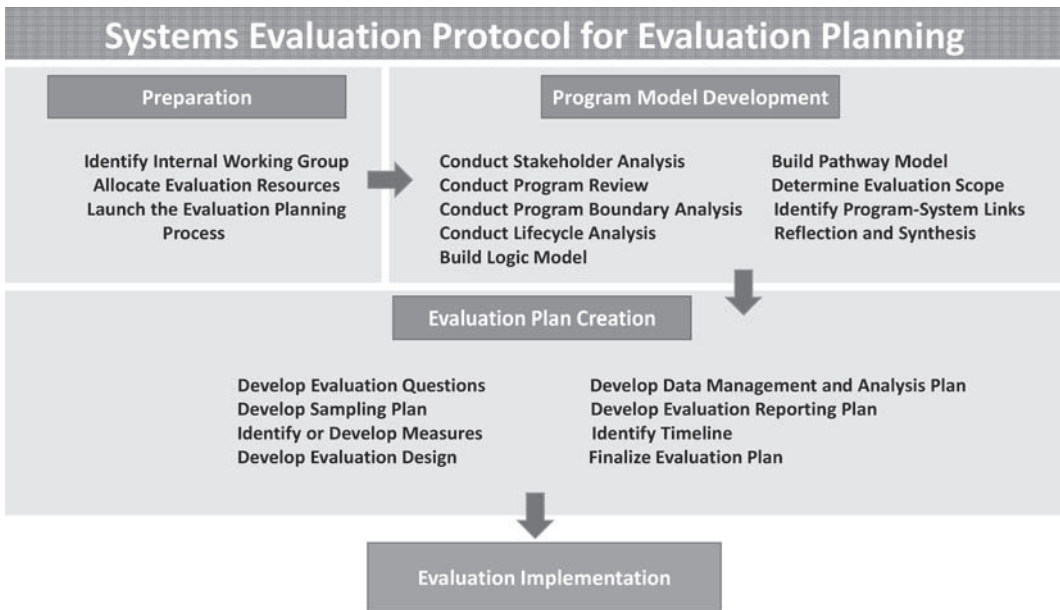 Systems Evaluation Protocol for Evaluation Planning
Preparation
Identify Internal Working Group
Allocate Evaluation Resources
Launch the Evaluation Planning
Process
Program Model Development
Conduct Stakeholder Analysis
Conduct Program Review
Conduct Program Boundary Analysis
Conduct Lifecycle Analysis
Build Logic Model
Build Pathway Model
Determine Evaluation Scope
Identify Program-System Links
Reflection and Synthesis
Evaluation Plan Creation
Develop Evaluation Questions
Develop Sampling Plan
Identify or Develop Measures
Develop Evaluation Design
Develop Data Management and Analysis Plan
Develop Evaluation Reporting Plan
Identify Timeline
Finalize Evaluation Plan
Evaluation Implementation